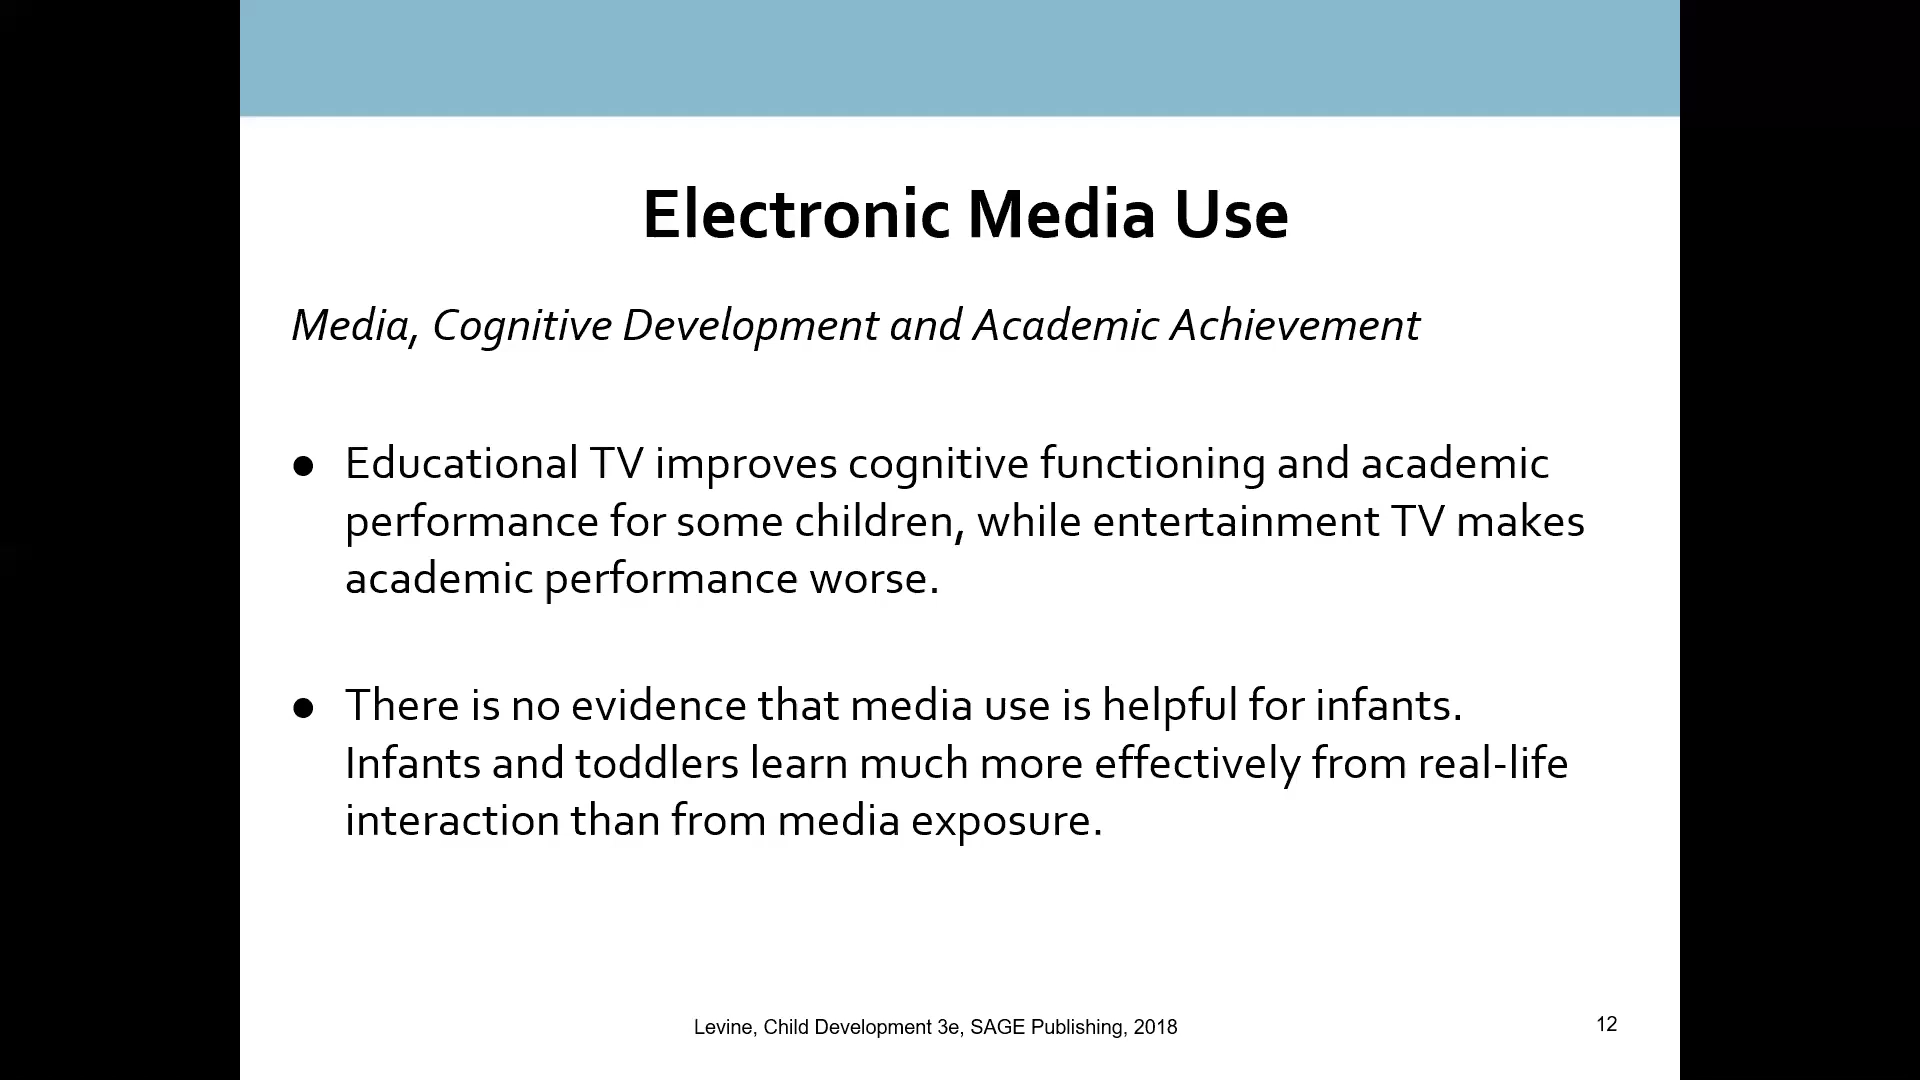 Electronic Media Use
Media, Cognitive Development and Academic Achievement
● Educational TV improves cognitive functioning and academic
performance for some children, while entertainment TV makes
academic performance worse.
● There is no evidence that media use is helpful for infants.
Infants and toddlers learn much more effectively from real-life
interaction than from media exposure.
Levine, Child Development 3e, SAGE Publishing, 2018
12